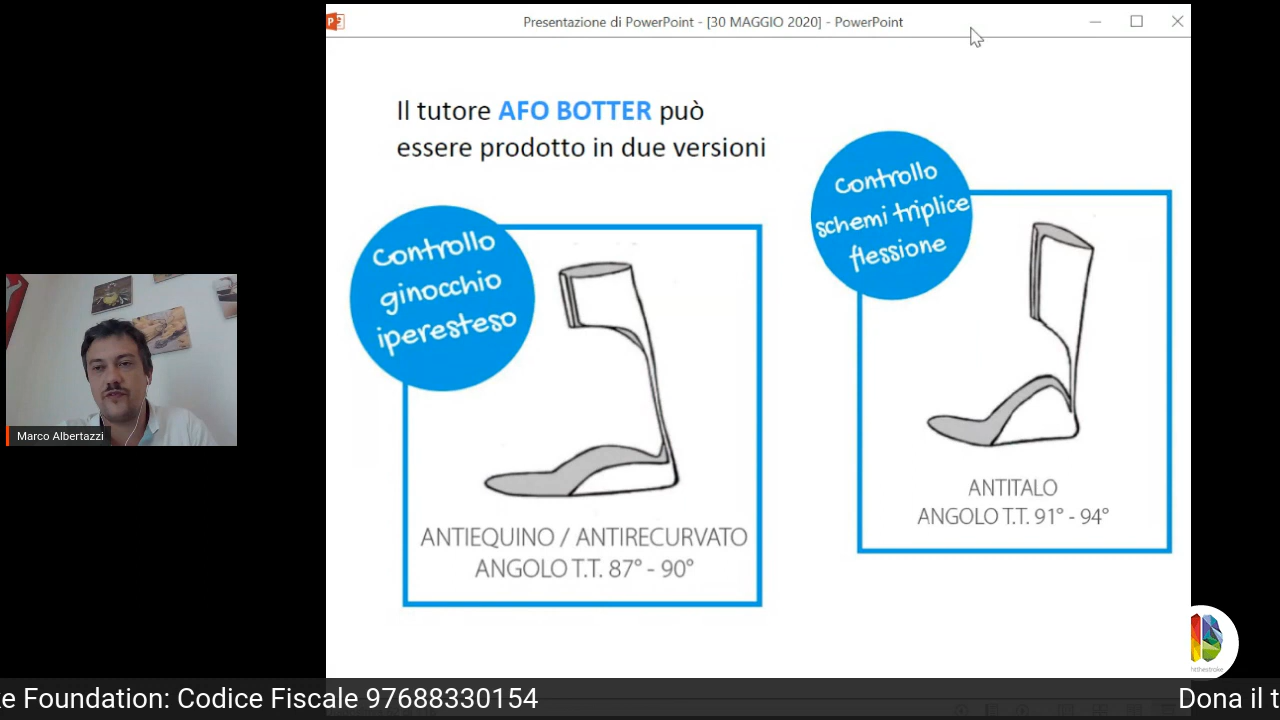 Presentazione di PowerPoint - [30 MAGGIO 2020] - PowerPoint
Il tutore AFO BOTTER può
essere prodotto in due versioni
Controllo
ginocchio
iperesteso
ANTIEQUINO / ANTIRECURVATO
ANGOLO T.T. 87° - 90°
Controllo
schemi triplice
flessione
ANTITALO
ANGOLO T.T. 91° - 94°
Marco Albertazzi
Foundation: Codice Fiscale 97688330154
Dona il